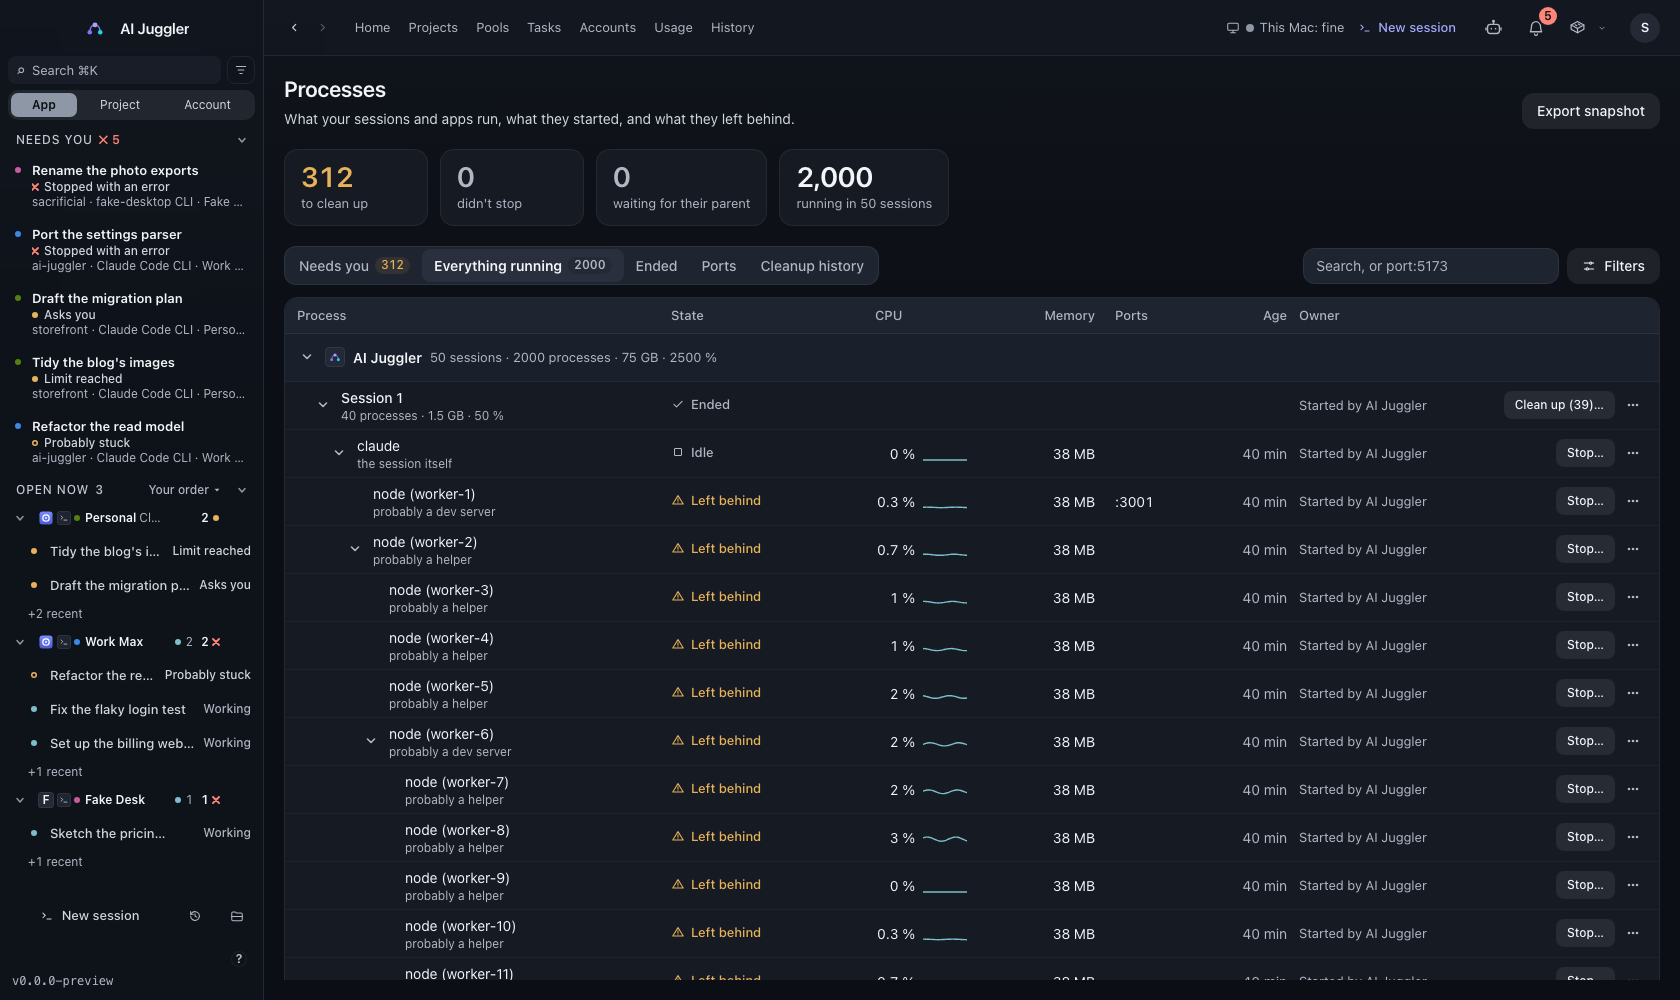 AI Juggler
Search ⌘K
App Project Account
NEEDS YOU 5
Rename the photo exports
Stopped with an error
sacrificial · fake-desktop CLI · Fake ...
Port the settings parser
Stopped with an error
ai-juggler · Claude Code CLI · Work ...
Draft the migration plan
Asks you
storefront · Claude Code CLI · Perso...
Tidy the blog's images
Limit reached
storefront · Claude Code CLI · Perso...
Refactor the read model
Probably stuck
ai-juggler · Claude Code CLI · Work ...
OPEN NOW 3 Your order
Personal Cl... 2
Tidy the blog's i... Limit reached
Draft the migration p... Asks you
+2 recent
Work Max 2 2
Refactor the re... Probably stuck
Fix the flaky login test Working
Set up the billing web... Working
+1 recent
F Fake Desk 1 1
Sketch the pricin... Working
+1 recent
New session
?
v0.0.0-preview
Home Projects Pools Tasks Accounts Usage History
This Mac: fine New session 5 S
Processes
What your sessions and apps run, what they started, and what they left behind.
Export snapshot
312
to clean up
0
didn't stop
0
waiting for their parent
2,000
running in 50 sessions
Needs you 312 Everything running 2000 Ended Ports Cleanup history
Search, or port:5173 Filters
Process State CPU Memory Ports Age Owner
AI Juggler 50 sessions · 2000 processes · 75 GB · 2500 %
Session 1 Ended Started by AI Juggler Clean up (39)...
40 processes · 1.5 GB · 50 %
claude Idle 0 % 38 MB 40 min Started by AI Juggler Stop...
the session itself
node (worker-1) Left behind 0.3 % 38 MB :3001 40 min Started by AI Juggler Stop...
probably a dev server
node (worker-2) Left behind 0.7 % 38 MB 40 min Started by AI Juggler Stop...
probably a helper
node (worker-3) Left behind 1 % 38 MB 40 min Started by AI Juggler Stop...
probably a helper
node (worker-4) Left behind 1 % 38 MB 40 min Started by AI Juggler Stop...
probably a helper
node (worker-5) Left behind 2 % 38 MB 40 min Started by AI Juggler Stop...
probably a helper
node (worker-6) Left behind 2 % 38 MB 40 min Started by AI Juggler Stop...
probably a dev server
node (worker-7) Left behind 2 % 38 MB 40 min Started by AI Juggler Stop...
probably a helper
node (worker-8) Left behind 3 % 38 MB 40 min Started by AI Juggler Stop...
probably a helper
node (worker-9) Left behind 0 % 38 MB 40 min Started by AI Juggler Stop...
probably a helper
node (worker-10) Left behind 0.3 % 38 MB 40 min Started by AI Juggler Stop...
probably a helper
node (worker-11) Left behind 0.7 % 38 MB 40 min Started by AI Juggler Stop...